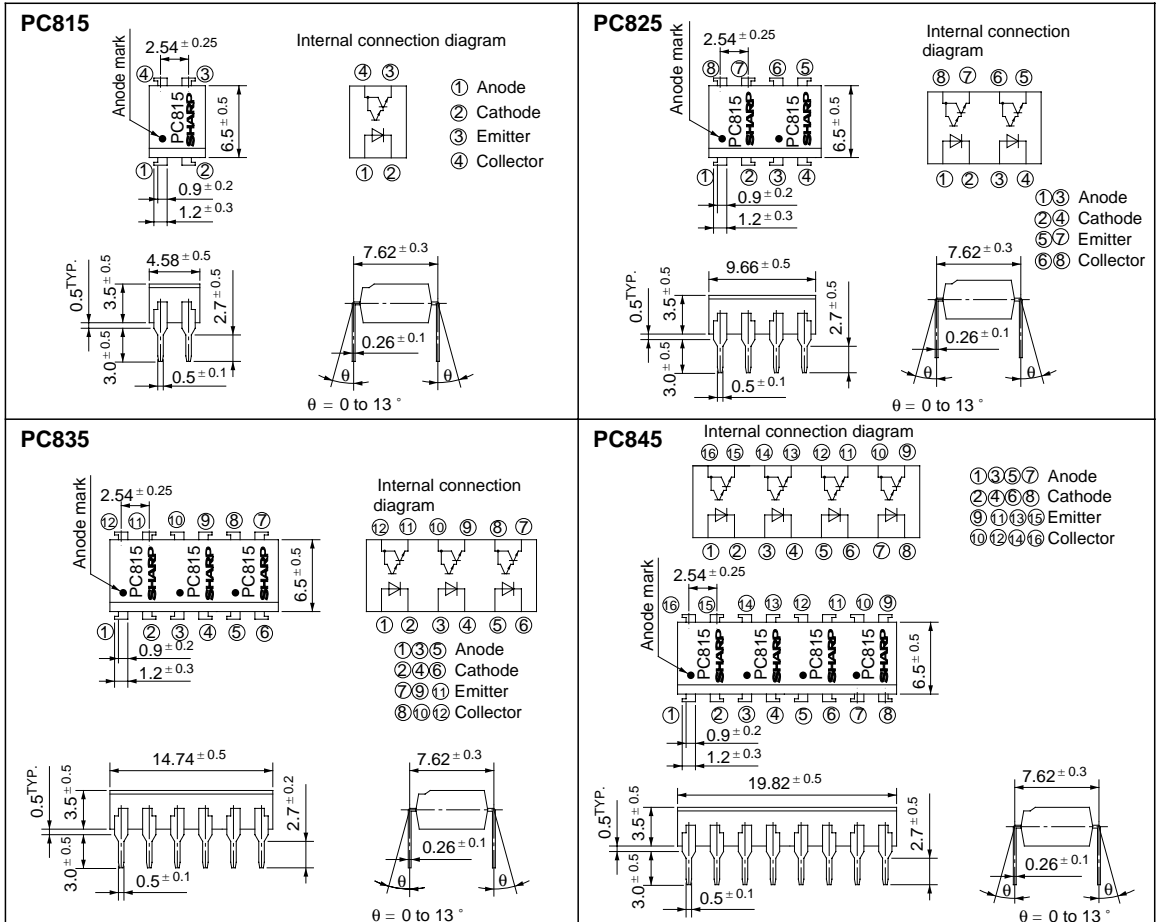 PC815
2.54 ± 0.25
Internal connection diagram
Anode mark
④ ③
④ ③
① Anode
② Cathode
③ Emitter
④ Collector
PC815
SHARP
6.5 ± 0.5
① ②
① ②
0.9 ± 0.2
1.2 ± 0.3
4.58 ± 0.5
7.62 ± 0.3
0.5 TYP.
3.5 ± 0.5
2.7 ± 0.5
3.0 ± 0.5
0.5 ± 0.1
0.26 ± 0.1
θ θ
θ = 0 to 13 °
PC825
2.54 ± 0.25
Internal connection
diagram
Anode mark
⑧ ⑦ ⑥ ⑤
⑧ ⑦ ⑥ ⑤
PC815
SHARP
PC815
SHARP
6.5 ± 0.5
① ② ③ ④
① ② ③ ④
0.9 ± 0.2
1.2 ± 0.3
①③ Anode
②④ Cathode
⑤⑦ Emitter
⑥⑧ Collector
9.66 ± 0.5
7.62 ± 0.3
0.5 TYP.
3.5 ± 0.5
2.7 ± 0.5
3.0 ± 0.5
0.5 ± 0.1
0.26 ± 0.1
θ θ
θ = 0 to 13 °
PC835
2.54 ± 0.25
Internal connection
diagram
Anode mark
⑫ ⑪ ⑩ ⑨ ⑧ ⑦
⑫ ⑪ ⑩ ⑨ ⑧ ⑦
PC815
SHARP
PC815
SHARP
PC815
SHARP
6.5 ± 0.5
① ② ③ ④ ⑤ ⑥
① ② ③ ④ ⑤ ⑥
0.9 ± 0.2
1.2 ± 0.3
①③⑤ Anode
②④⑥ Cathode
⑦⑨⑪ Emitter
⑧⑩⑫ Collector
14.74 ± 0.5
7.62 ± 0.3
0.5 TYP.
3.5 ± 0.5
2.7 ± 0.2
3.0 ± 0.5
0.5 ± 0.1
0.26 ± 0.1
θ θ
θ = 0 to 13 °
PC845
Internal connection diagram
⑯ ⑮ ⑭ ⑬ ⑫ ⑪ ⑩ ⑨
① ② ③ ④ ⑤ ⑥ ⑦ ⑧
①③⑤⑦ Anode
②④⑥⑧ Cathode
⑨⑪⑬⑮ Emitter
⑩⑫⑭⑯ Collector
2.54 ± 0.25
Anode mark
⑯ ⑮ ⑭ ⑬ ⑫ ⑪ ⑩ ⑨
PC815
SHARP
PC815
SHARP
PC815
SHARP
PC815
SHARP
6.5 ± 0.5
① ② ③ ④ ⑤ ⑥ ⑦ ⑧
0.9 ± 0.2
1.2 ± 0.3
19.82 ± 0.5
7.62 ± 0.3
0.5 TYP.
3.5 ± 0.5
2.7 ± 0.5
3.0 ± 0.5
0.5 ± 0.1
0.26 ± 0.1
θ θ
θ = 0 to 13 °